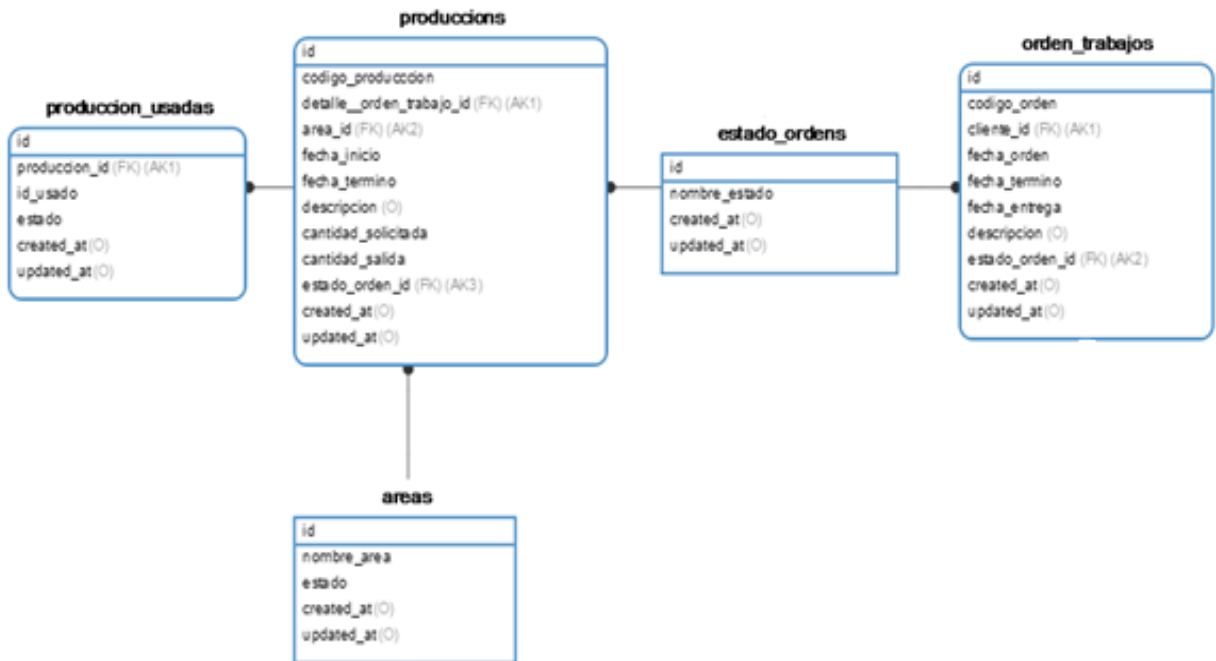 produccions
id
codigo_producccion
detalle__orden_trabajo_id (FK) (AK1)
area_id (FK) (AK2)
fecha_inicio
fecha_termino
descripcion (O)
cantidad_solicitada
cantidad_salida
estado_orden_id (FK) (AK3)
created_at (O)
updated_at (O)
produccion_usadas
id
produccion_id (FK) (AK1)
id_usado
estado
created_at (O)
updated_at (O)
estado_ordens
id
nombre_estado
created_at (O)
updated_at (O)
orden_trabajos
id
codigo_orden
cliente_id (FK) (AK1)
fecha_orden
fecha_termino
fecha_entrega
descripcion (O)
estado_orden_id (FK) (AK2)
created_at (O)
updated_at (O)
areas
id
nombre_area
estado
created_at (O)
updated_at (O)